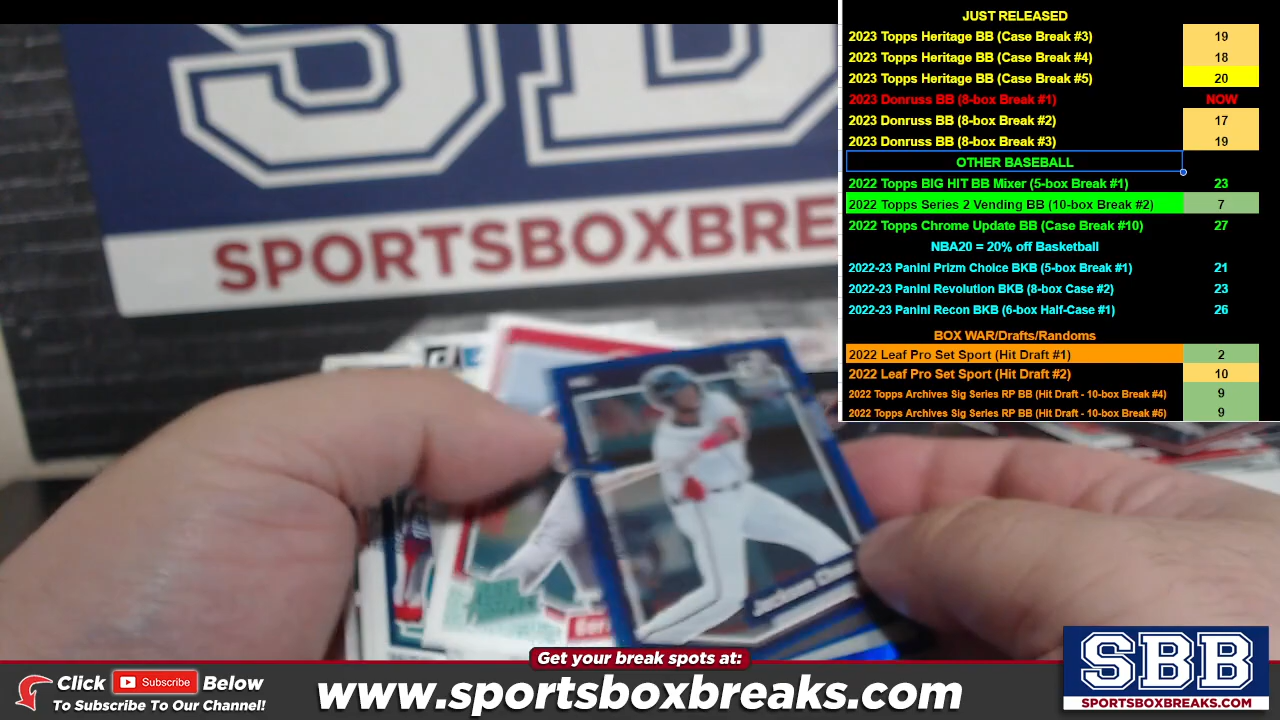 JUST RELEASED
2023 Topps Heritage BB (Case Break #3) 19
2023 Topps Heritage BB (Case Break #4) 18
2023 Topps Heritage BB (Case Break #5) 20
2023 Donruss BB (8-box Break #1) NOW
2023 Donruss BB (8-box Break #2) 17
2023 Donruss BB (8-box Break #3) 19
OTHER BASEBALL
2022 Topps BIG HIT BB Mixer (5-box Break #1) 23
2022 Topps Series 2 Vending BB (10-box Break #2) 7
2022 Topps Chrome Update BB (Case Break #10) 27
NBA20 = 20% off Basketball
2022-23 Panini Prizm Choice BKB (5-box Break #1) 21
2022-23 Panini Revolution BKB (8-box Case #2) 23
2022-23 Panini Recon BKB (6-box Half-Case #1) 26
BOX WAR/Drafts/Randoms
2022 Leaf Pro Set Sport (Hit Draft #1) 2
2022 Leaf Pro Set Sport (Hit Draft #2) 10
2022 Topps Archives Sig Series RP BB (Hit Draft - 10-box Break #4) 9
2022 Topps Archives Sig Series RP BB (Hit Draft - 10-box Break #5) 9
SB
SPORTSBOXBRE
Get your break spots at:
Click Subscribe Below
To Subscribe To Our Channel!
www.sportsboxbreaks.com
SBB
SPORTSBOXBREAKS.COM